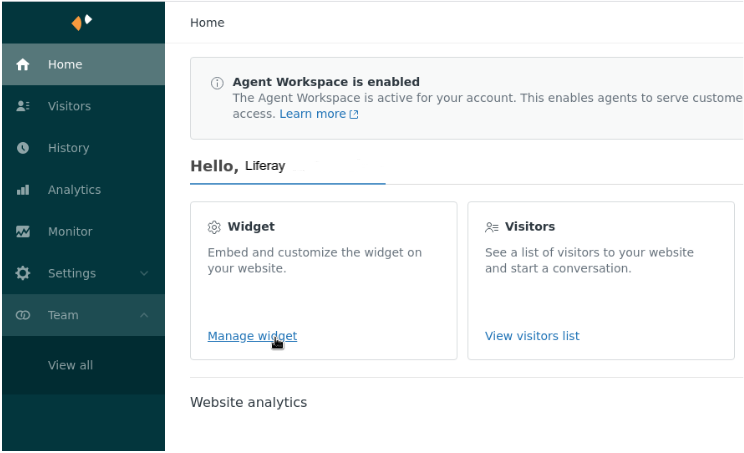 Home
Home
Visitors
History
Analytics
Monitor
Settings
Team
View all
Agent Workspace is enabled
The Agent Workspace is active for your account. This enables agents to serve custome
access. Learn more
Hello, Liferay
Widget
Embed and customize the widget on
your website.
Manage widget
Visitors
See a list of visitors to your website
and start a conversation.
View visitors list
Website analytics